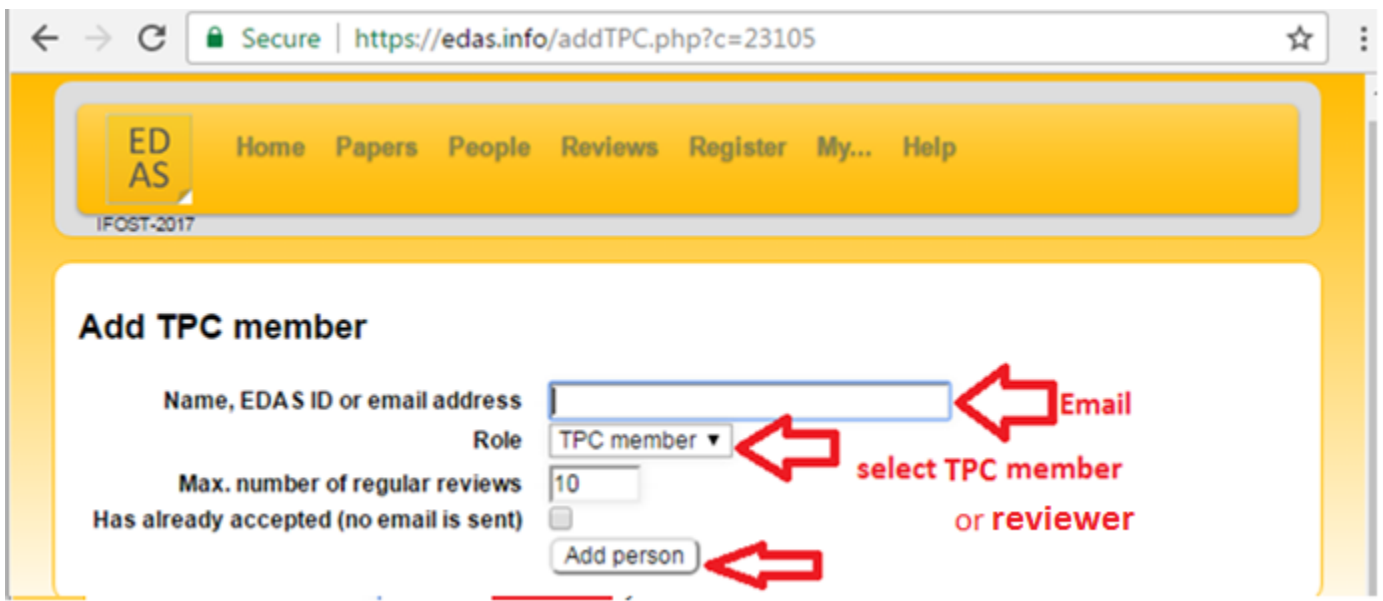 Secure | https://edas.info/addTPC.php?c=23105
ED
AS
Home Papers People Reviews Register My... Help
IFOST-2017
Add TPC member
Name, EDAS ID or email address
Email
Role TPC member
select TPC member
or reviewer
Max. number of regular reviews 10
Has already accepted (no email is sent)
Add person